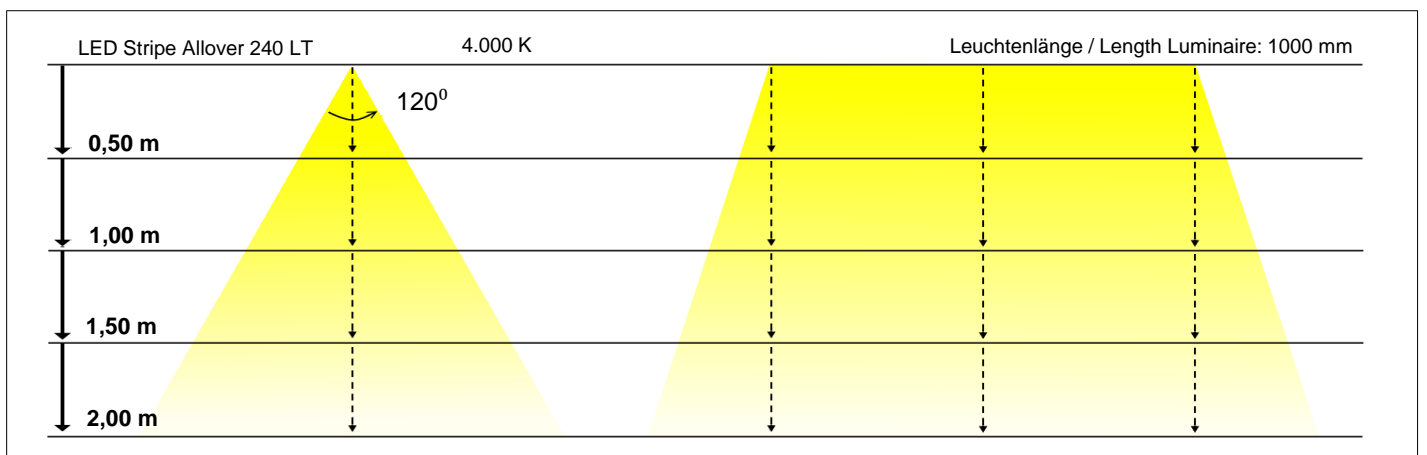 LED Stripe Allover 240 LT 4.000 K Leuchtenlänge / Length Luminaire: 1000 mm
120⁰
0,50 m
1,00 m
1,50 m
2,00 m